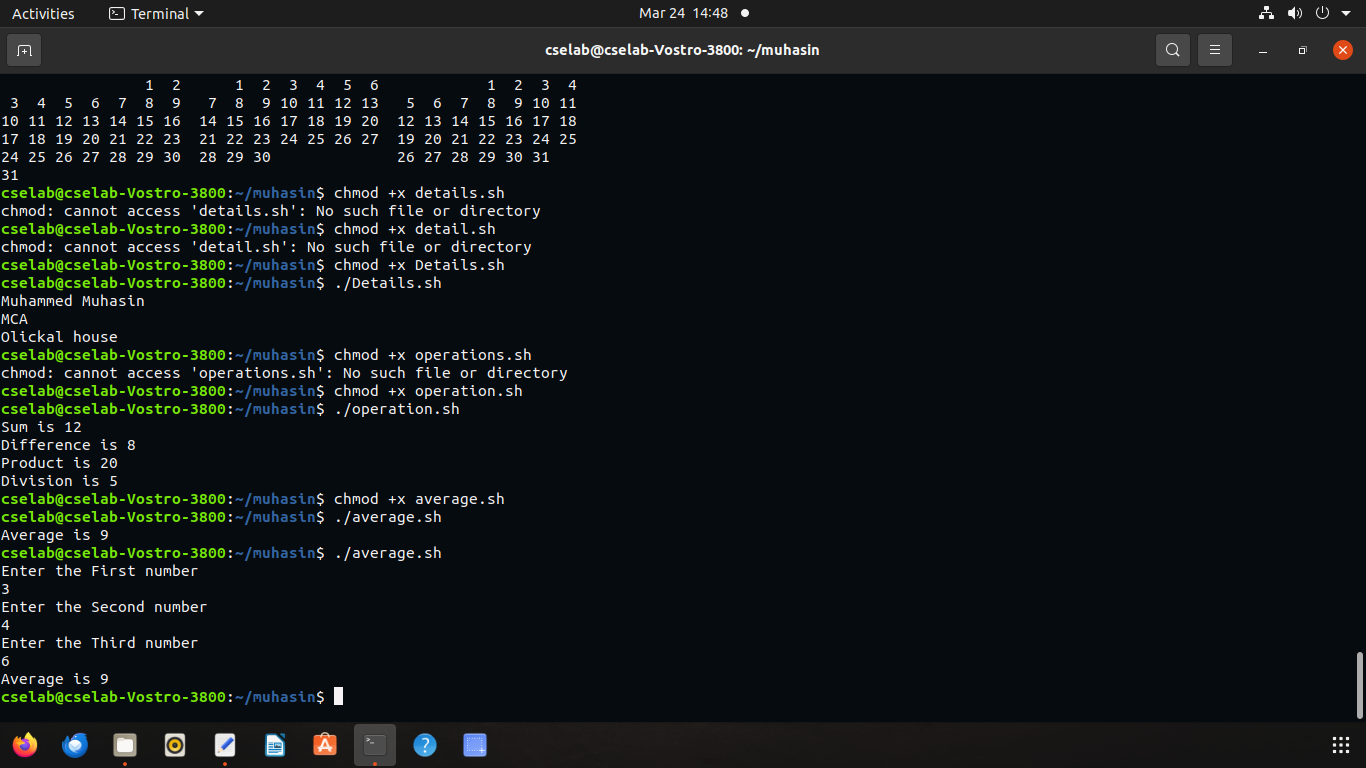 Activities Terminal Mar 24 14:48
cselab@cselab-Vostro-3800: ~/muhasin
                1  2      1  2  3  4  5  6            1  2  3  4
 3  4  5  6  7  8  9   7  8  9 10 11 12 13   5  6  7  8  9 10 11
10 11 12 13 14 15 16  14 15 16 17 18 19 20  12 13 14 15 16 17 18
17 18 19 20 21 22 23  21 22 23 24 25 26 27  19 20 21 22 23 24 25
24 25 26 27 28 29 30  28 29 30              26 27 28 29 30 31
31
cselab@cselab-Vostro-3800:~/muhasin$ chmod +x details.sh
chmod: cannot access 'details.sh': No such file or directory
cselab@cselab-Vostro-3800:~/muhasin$ chmod +x detail.sh
chmod: cannot access 'detail.sh': No such file or directory
cselab@cselab-Vostro-3800:~/muhasin$ chmod +x Details.sh
cselab@cselab-Vostro-3800:~/muhasin$ ./Details.sh
Muhammed Muhasin
MCA
Olickal house
cselab@cselab-Vostro-3800:~/muhasin$ chmod +x operations.sh
chmod: cannot access 'operations.sh': No such file or directory
cselab@cselab-Vostro-3800:~/muhasin$ chmod +x operation.sh
cselab@cselab-Vostro-3800:~/muhasin$ ./operation.sh
Sum is 12
Difference is 8
Product is 20
Division is 5
cselab@cselab-Vostro-3800:~/muhasin$ chmod +x average.sh
cselab@cselab-Vostro-3800:~/muhasin$ ./average.sh
Average is 9
cselab@cselab-Vostro-3800:~/muhasin$ ./average.sh
Enter the First number
3
Enter the Second number
4
Enter the Third number
6
Average is 9
cselab@cselab-Vostro-3800:~/muhasin$